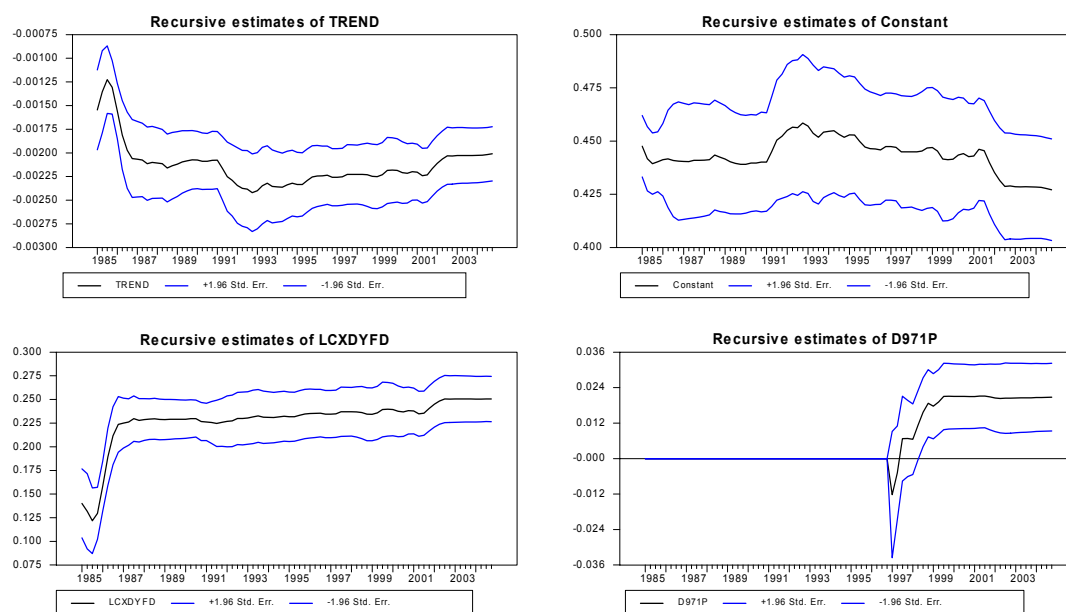 Recursive estimates of TREND
-0.00075
-0.00100
-0.00125
-0.00150
-0.00175
-0.00200
-0.00225
-0.00250
-0.00275
-0.00300
1985 1987 1989 1991 1993 1995 1997 1999 2001 2003
TREND +1.96 Std. Err. -1.96 Std. Err.
Recursive estimates of Constant
0.500
0.475
0.450
0.425
0.400
1985 1987 1989 1991 1993 1995 1997 1999 2001 2003
Constant +1.96 Std. Err. -1.96 Std. Err.
Recursive estimates of LCXDYFD
0.300
0.275
0.250
0.225
0.200
0.175
0.150
0.125
0.100
0.075
1985 1987 1989 1991 1993 1995 1997 1999 2001 2003
LCXDYFD +1.96 Std. Err. -1.96 Std. Err.
Recursive estimates of D971P
0.036
0.024
0.012
-0.000
-0.012
-0.024
-0.036
1985 1987 1989 1991 1993 1995 1997 1999 2001 2003
D971P +1.96 Std. Err. -1.96 Std. Err.